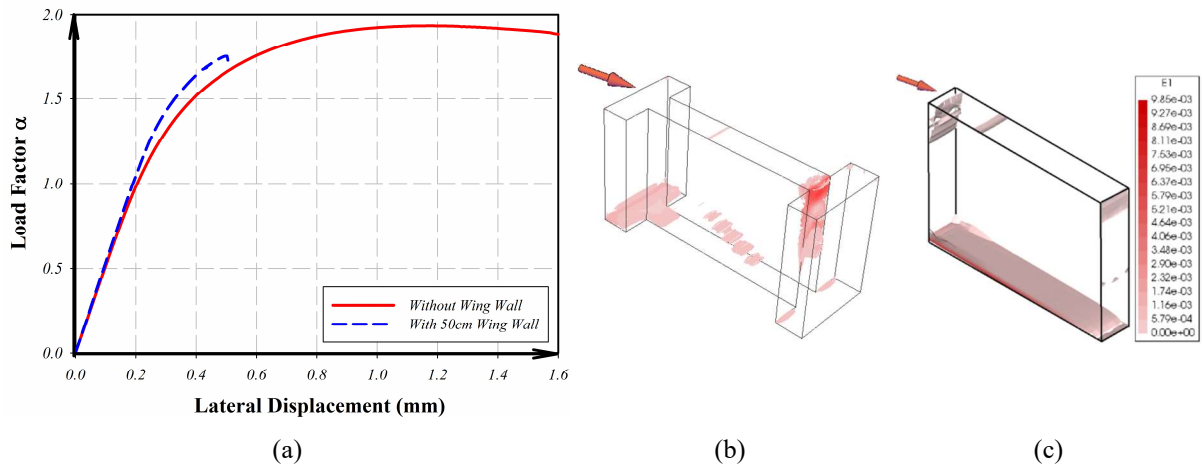 2.0
1.5
1.0
0.5
0.0
Load Factor α
Without Wing Wall
With 50cm Wing Wall
0.0 0.2 0.4 0.6 0.8 1.0 1.2 1.4 1.6
Lateral Displacement (mm)
E1
9.85e-03
9.27e-03
8.69e-03
8.11e-03
7.53e-03
6.95e-03
6.37e-03
5.79e-03
5.21e-03
4.64e-03
4.06e-03
3.48e-03
2.90e-03
2.32e-03
1.74e-03
1.16e-03
5.79e-04
0.00e+00
(a) (b) (c)